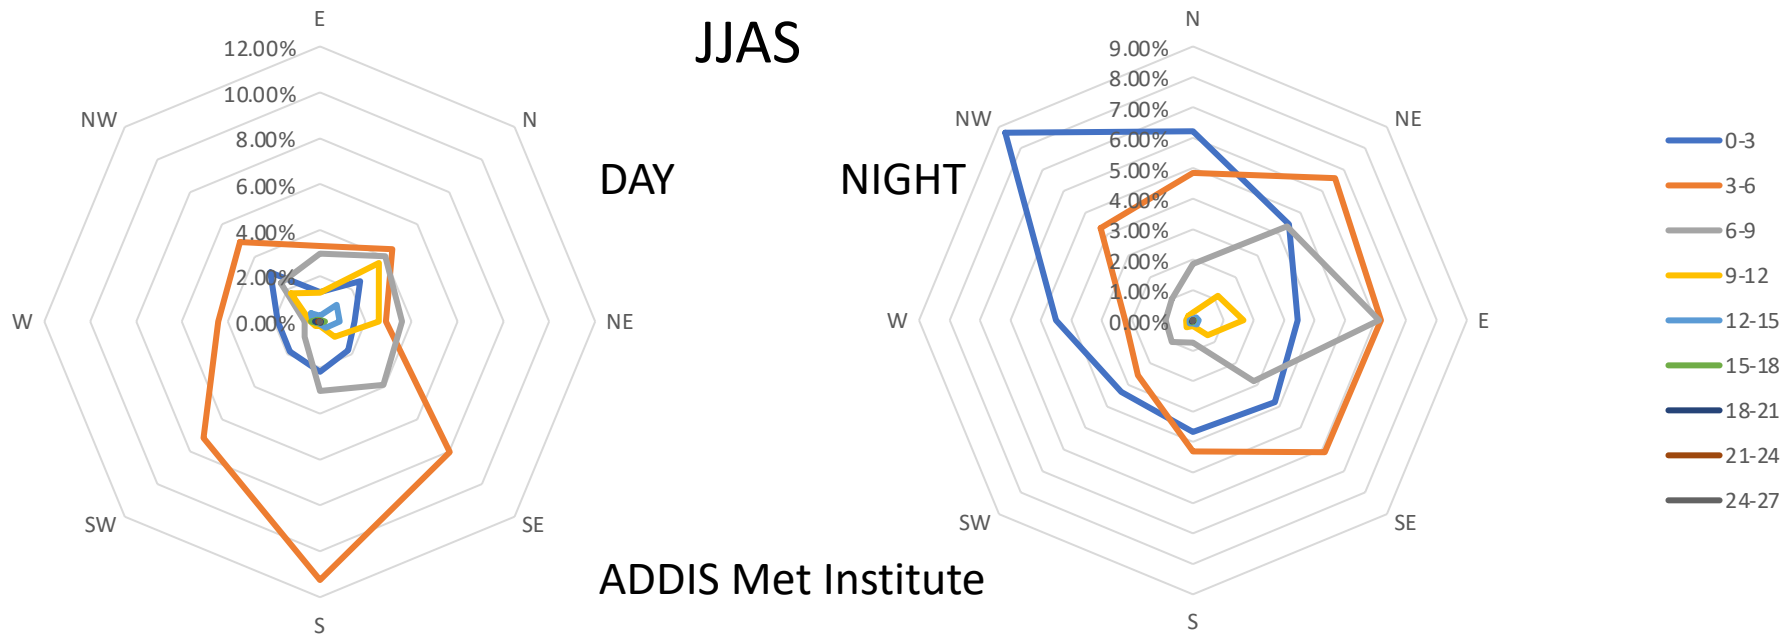 JJAS
E
12.00%
10.00%
8.00%
6.00%
4.00%
2.00%
0.00%
N
NE
SE
S
SW
W
NW
DAY
NIGHT
N
9.00%
8.00%
7.00%
6.00%
5.00%
4.00%
3.00%
2.00%
1.00%
0.00%
NE
E
SE
S
SW
W
NW
0-3
3-6
6-9
9-12
12-15
15-18
18-21
21-24
24-27
ADDIS Met Institute